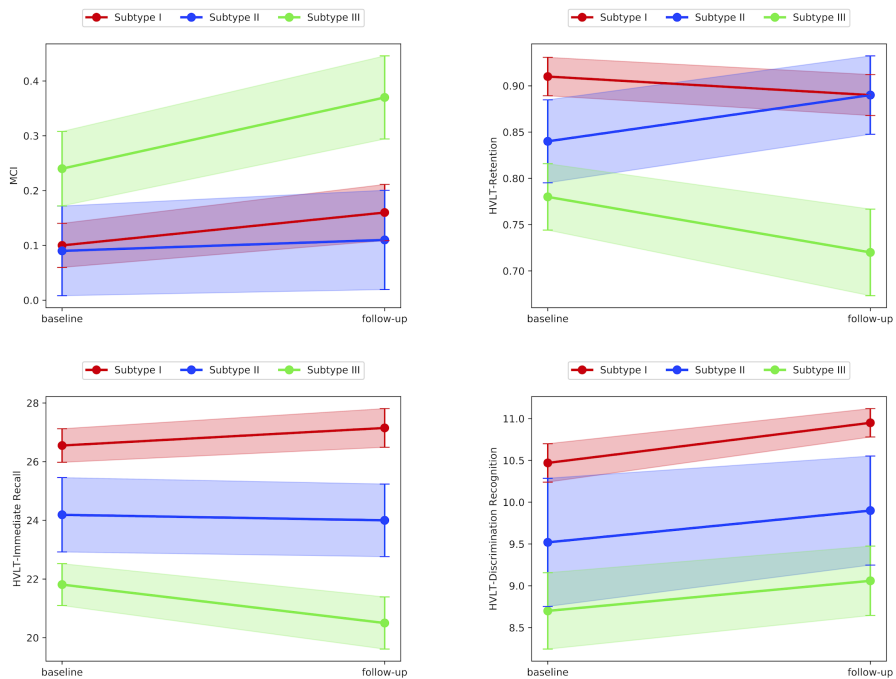 Subtype I Subtype II Subtype III
MCI
0.4
0.3
0.2
0.1
0.0
baseline follow-up
Subtype I Subtype II Subtype III
HVLT-Retention
0.90
0.85
0.80
0.75
0.70
baseline follow-up
Subtype I Subtype II Subtype III
HVLT-Immediate Recall
28
26
24
22
20
baseline follow-up
Subtype I Subtype II Subtype III
HVLT-Discrimination Recognition
11.0
10.5
10.0
9.5
9.0
8.5
baseline follow-up